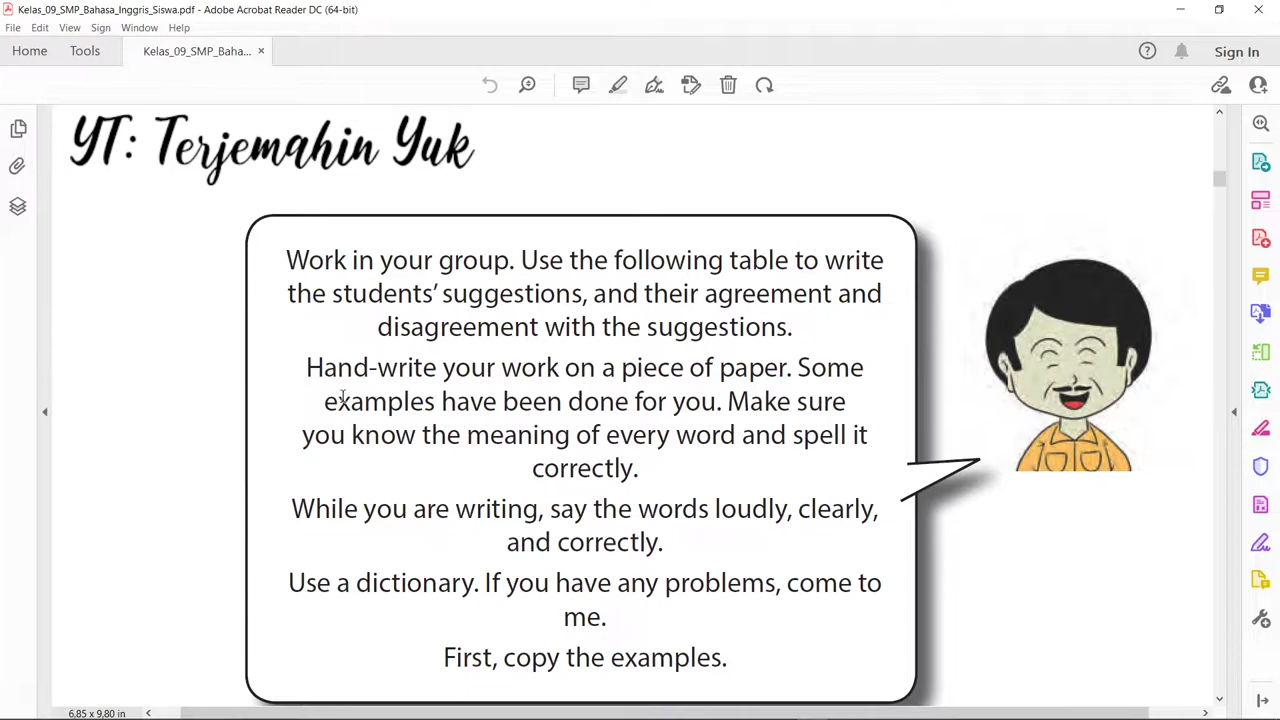 Kelas_09_SMP_Bahasa_Inggris_Siswa.pdf - Adobe Acrobat Reader DC (64-bit)
File Edit View Sign Window Help
Home Tools Kelas_09_SMP_Baha... × Sign In
YT: Terjemahin Yuk
Work in your group. Use the following table to write
the students' suggestions, and their agreement and
disagreement with the suggestions.
Hand-write your work on a piece of paper. Some
examples have been done for you. Make sure
you know the meaning of every word and spell it
correctly.
While you are writing, say the words loudly, clearly,
and correctly.
Use a dictionary. If you have any problems, come to
me.
First, copy the examples.
6,85 x 9,80 in